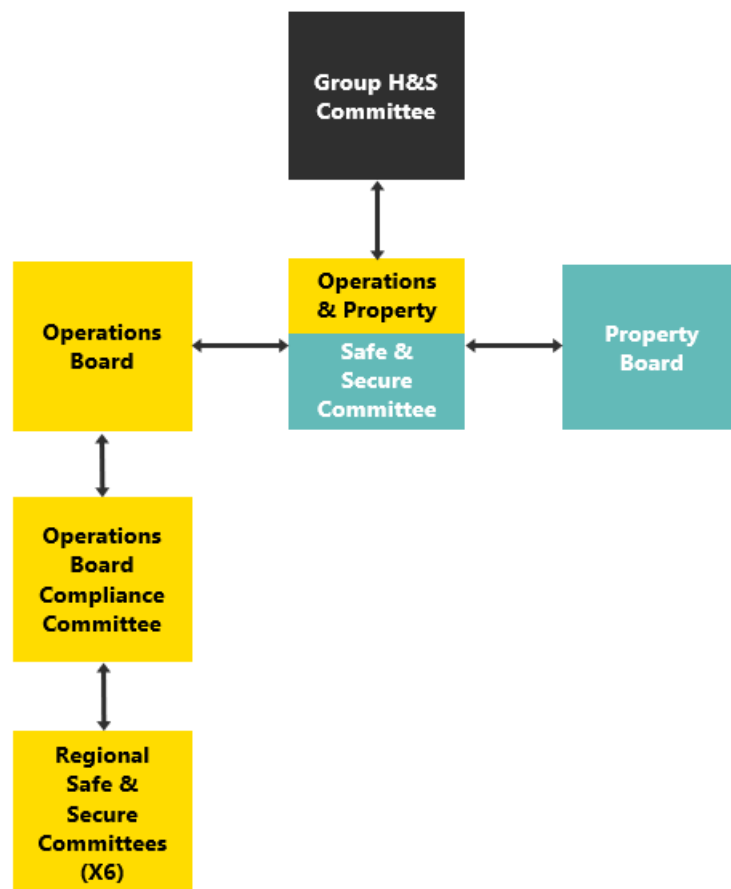 Group H&S
Committee
Operations
& Property
Safe &
Secure
Committee
Operations
Board
Property
Board
Operations
Board
Compliance
Committee
Regional
Safe &
Secure
Committees
(X6)